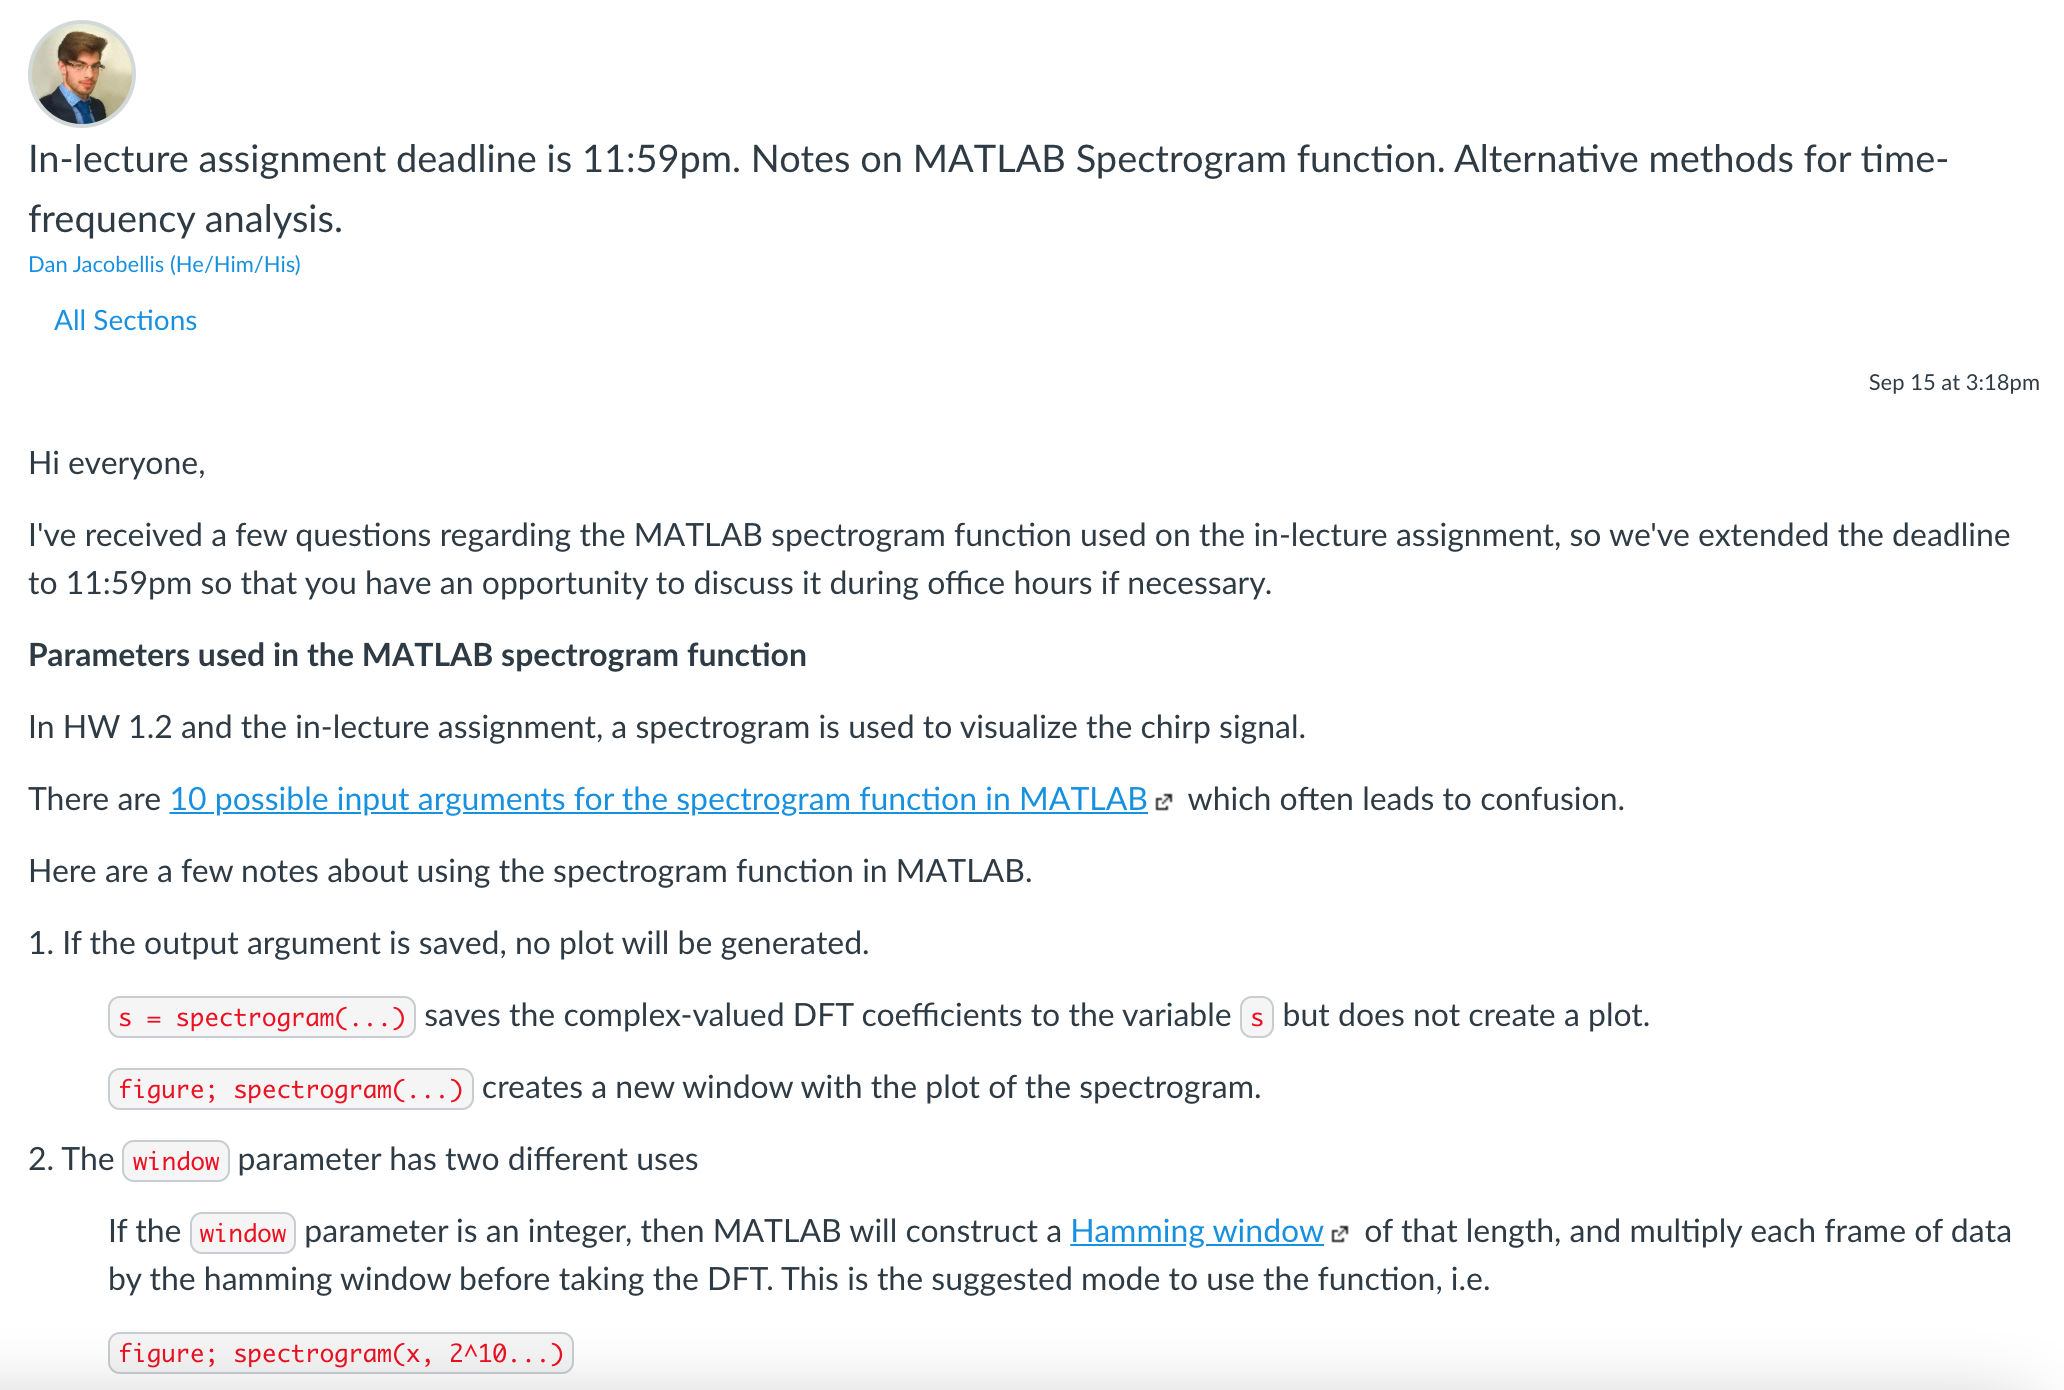 In-lecture assignment deadline is 11:59pm. Notes on MATLAB Spectrogram function. Alternative methods for time-
frequency analysis.
Dan Jacobellis (He/Him/His)
All Sections
Sep 15 at 3:18pm
Hi everyone,
I've received a few questions regarding the MATLAB spectrogram function used on the in-lecture assignment, so we've extended the deadline
to 11:59pm so that you have an opportunity to discuss it during office hours if necessary.
Parameters used in the MATLAB spectrogram function
In HW 1.2 and the in-lecture assignment, a spectrogram is used to visualize the chirp signal.
There are 10 possible input arguments for the spectrogram function in MATLAB which often leads to confusion.
Here are a few notes about using the spectrogram function in MATLAB.
1. If the output argument is saved, no plot will be generated.
s = spectrogram(...) saves the complex-valued DFT coefficients to the variable s but does not create a plot.
figure; spectrogram(...) creates a new window with the plot of the spectrogram.
2. The window parameter has two different uses
If the window parameter is an integer, then MATLAB will construct a Hamming window of that length, and multiply each frame of data
by the hamming window before taking the DFT. This is the suggested mode to use the function, i.e.
figure; spectrogram(x, 2^10...)